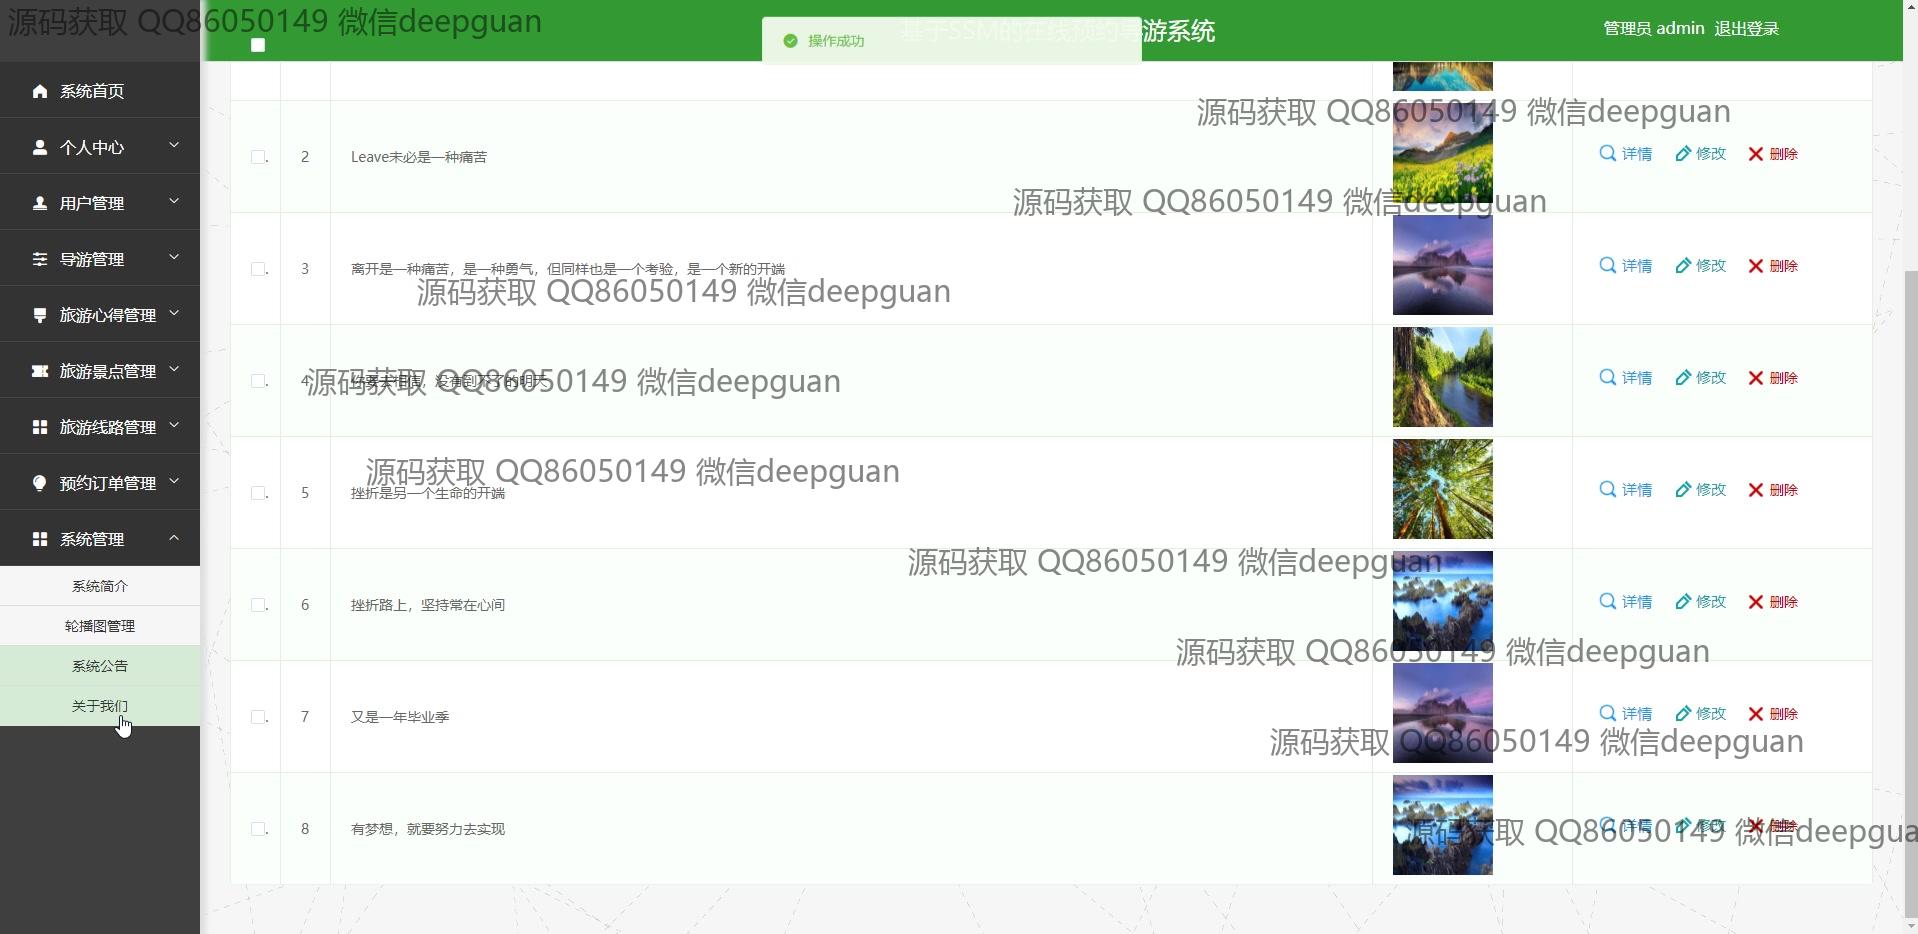 源码获取 QQ86050149 微信deepguan
操作成功
基于SSM的在线预约导游系统
管理员 admin 退出登录
系统首页
个人中心
用户管理
导游管理
旅游心得管理
旅游景点管理
旅游线路管理
预约订单管理
系统管理
系统简介
轮播图管理
系统公告
关于我们
源码获取 QQ86050149 微信deepguan
2 Leave未必是一种痛苦 详情 修改 删除
源码获取 QQ86050149 微信deepguan
3 离开是一种痛苦，是一种勇气，但同样也是一个考验，是一个新的开端 详情 修改 删除
源码获取 QQ86050149 微信deepguan
4 你要去相信，没有到不了的明天 详情 修改 删除
源码获取 QQ86050149 微信deepguan
源码获取 QQ86050149 微信deepguan
5 挫折是另一个生命的开端 详情 修改 删除
源码获取 QQ86050149 微信deepguan
6 挫折路上，坚持常在心间 详情 修改 删除
源码获取 QQ86050149 微信deepguan
7 又是一年毕业季 详情 修改 删除
源码获取 QQ86050149 微信deepguan
8 有梦想，就要努力去实现 详情 修改 删除
源码获取 QQ86050149 微信deepgua